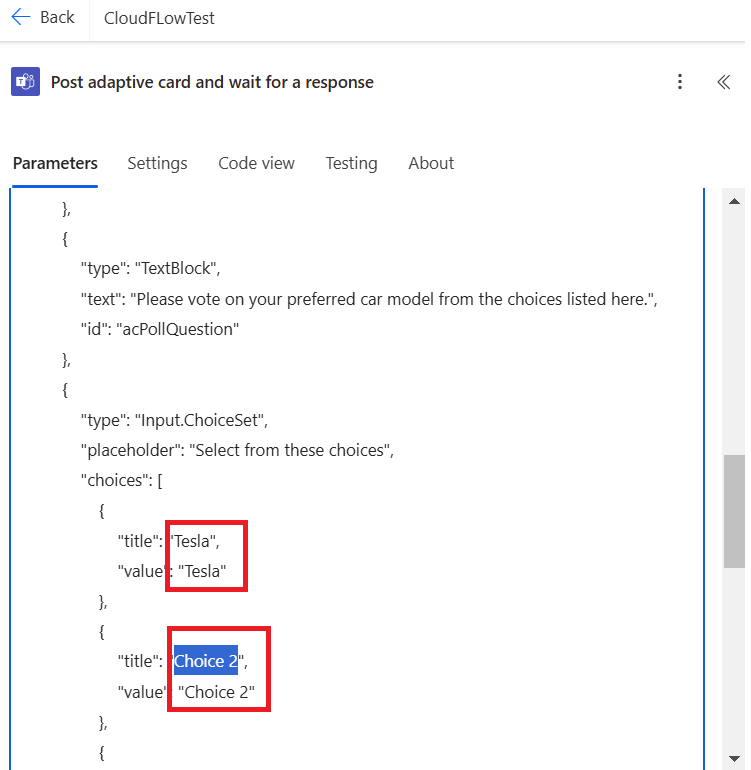 Back CloudFLowTest
Post adaptive card and wait for a response
Parameters Settings Code view Testing About
},
{
"type": "TextBlock",
"text": "Please vote on your preferred car model from the choices listed here.",
"id": "acPollQuestion"
},
{
"type": "Input.ChoiceSet",
"placeholder": "Select from these choices",
"choices": [
{
"title": "Tesla",
"value": "Tesla"
},
{
"title": "Choice 2",
"value": "Choice 2"
},
{